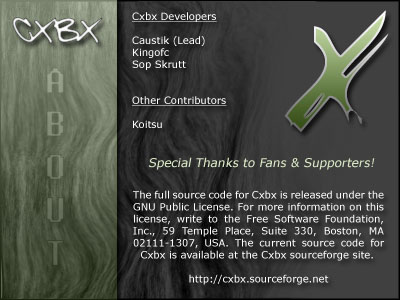 CXBX
ABOUT
Cxbx Developers
Caustik (Lead)
Kingofc
Sop Skrutt
Other Contributors
Koitsu
Special Thanks to Fans & Supporters!
The full source code for Cxbx is released under the
GNU Public License. For more information on this
license, write to the Free Software Foundation,
Inc., 59 Temple Place, Suite 330, Boston, MA
02111-1307, USA. The current source code for
Cxbx is available at the Cxbx sourceforge site.
http://cxbx.sourceforge.net